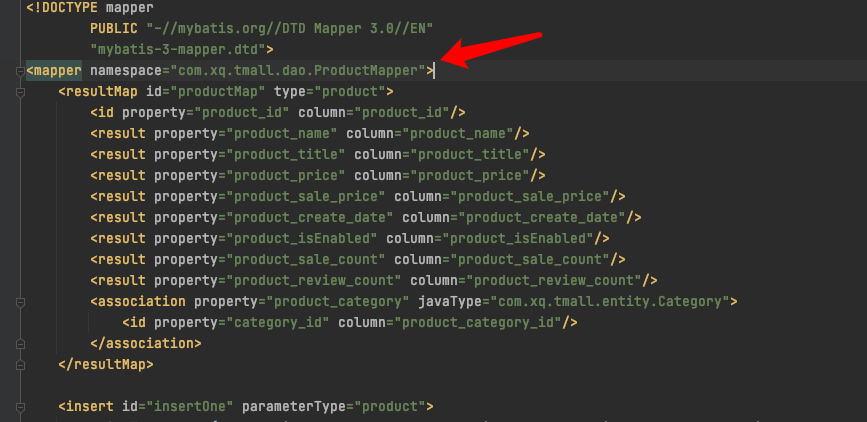 <!DOCTYPE mapper
PUBLIC "-//mybatis.org//DTD Mapper 3.0//EN"
"mybatis-3-mapper.dtd">
<mapper namespace="com.xq.tmall.dao.ProductMapper">
<resultMap id="productMap" type="product">
<id property="product_id" column="product_id"/>
<result property="product_name" column="product_name"/>
<result property="product_title" column="product_title"/>
<result property="product_price" column="product_price"/>
<result property="product_sale_price" column="product_sale_price"/>
<result property="product_create_date" column="product_create_date"/>
<result property="product_isEnabled" column="product_isEnabled"/>
<result property="product_sale_count" column="product_sale_count"/>
<result property="product_review_count" column="product_review_count"/>
<association property="product_category" javaType="com.xq.tmall.entity.Category">
<id property="category_id" column="product_category_id"/>
</association>
</resultMap>
<insert id="insertOne" parameterType="product">